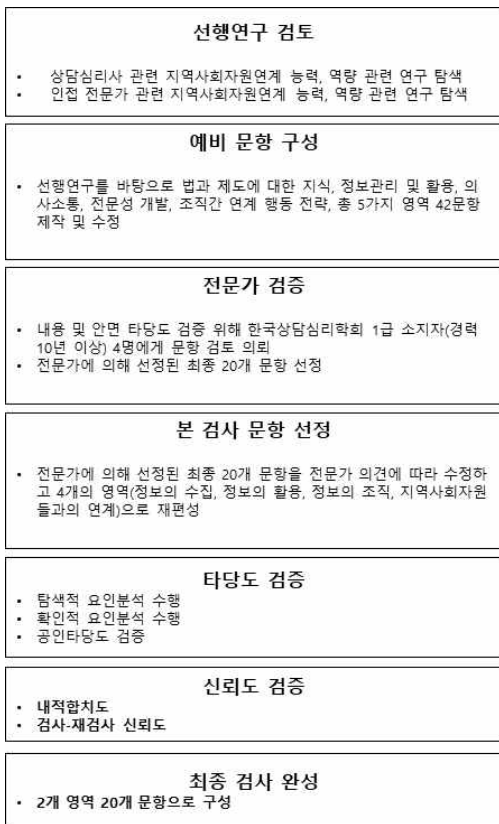 선행연구 검토
• 상담심리사 관련 지역사회자원연계 능력, 역량 관련 연구 탐색
• 인접 전문가 관련 지역사회자원연계 능력, 역량 관련 연구 탐색
예비 문항 구성
• 선행연구를 바탕으로 법과 제도에 대한 지식, 정보관리 및 활용, 의
사소통, 전문성 개발, 조직간 연계 행동 전략, 총 5가지 영역 42문항
제작 및 수정
전문가 검증
• 내용 및 안면 타당도 검증 위해 한국상담심리학회 1급 소지자(경력
10년 이상) 4명에게 문항 검토 의뢰
• 전문가에 의해 선정된 최종 20개 문항 선정
본 검사 문항 선정
• 전문가에 의해 선정된 최종 20개 문항을 전문가 의견에 따라 수정하
고 4개의 영역(정보의 수집, 정보의 활용, 정보의 조직, 지역사회자원
들과의 연계)으로 재편성
타당도 검증
• 탐색적 요인분석 수행
• 확인적 요인분석 수행
• 공인타당도 검증
신뢰도 검증
• 내적합치도
• 검사-재검사 신뢰도
최종 검사 완성
• 2개 영역 20개 문항으로 구성